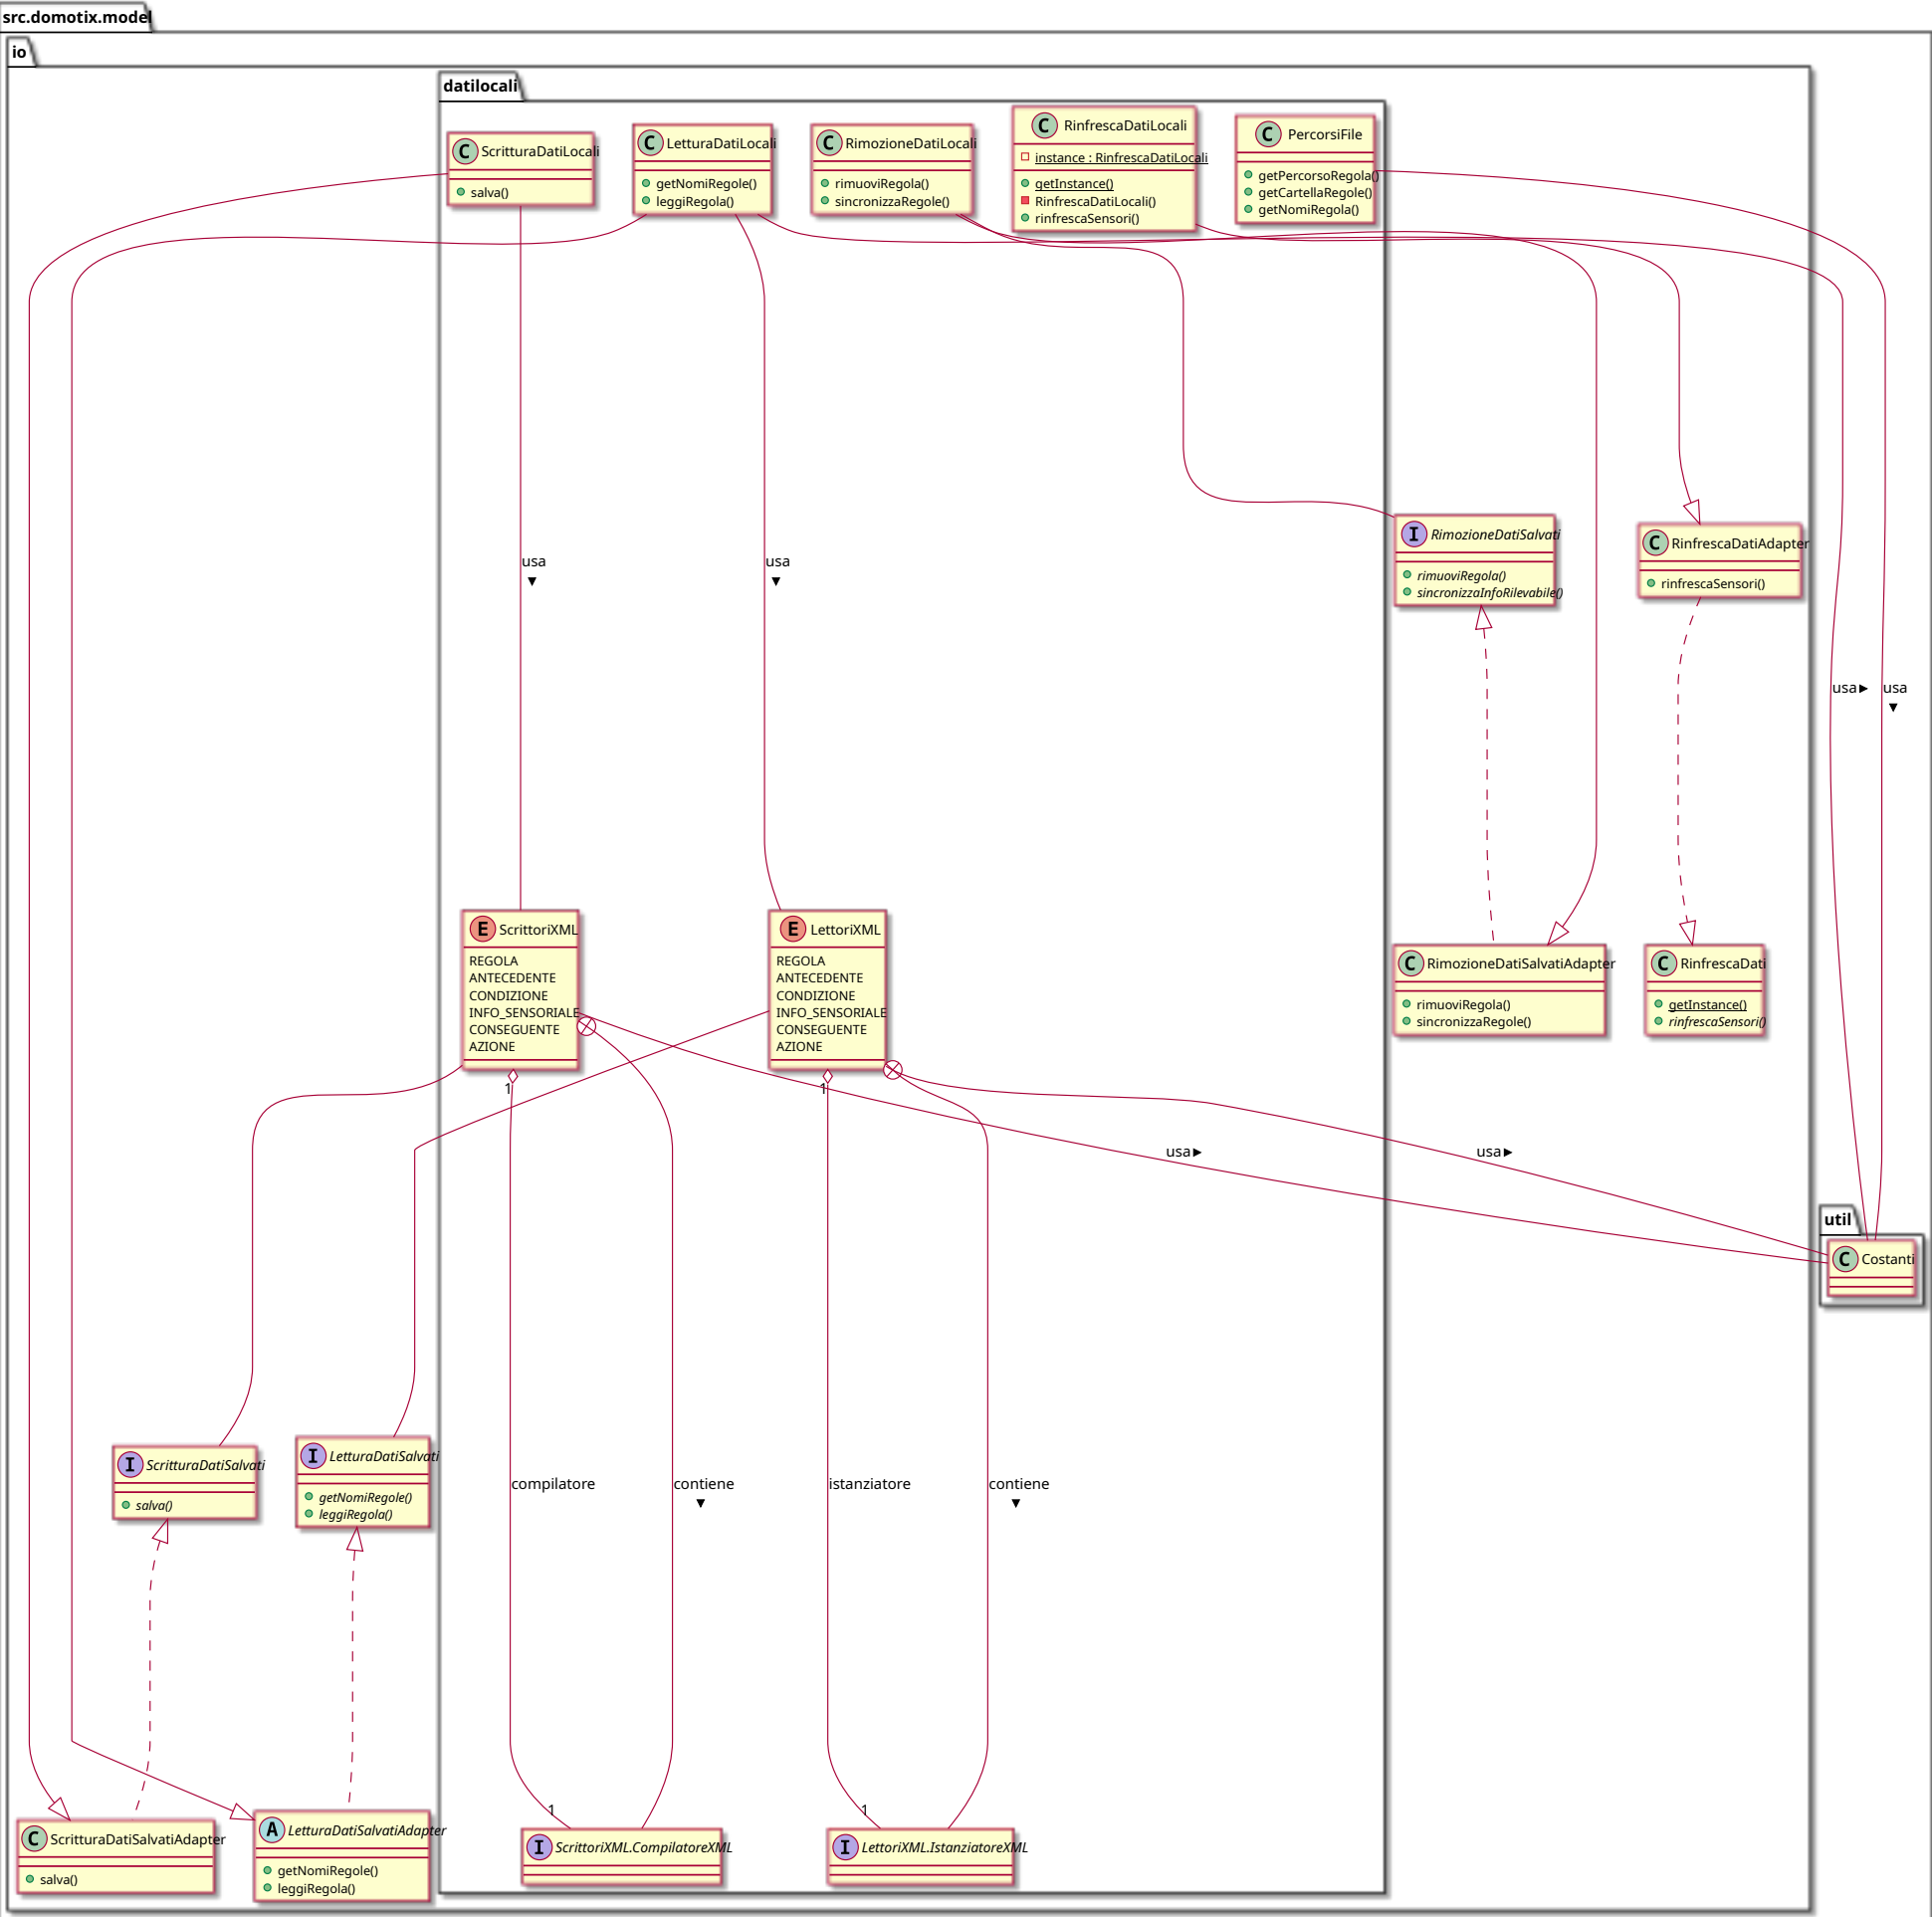 src.domotix.model
io
datilocali
C ScritturaDatiLocali
salva()
C LetturaDatiLocali
getNomiRegole()
leggiRegola()
C RimozioneDatiLocali
rimuoviRegola()
sincronizzaRegole()
C RinfrescaDatiLocali
instance : RinfrescaDatiLocali
getInstance()
RinfrescaDatiLocali()
rinfrescaSensori()
C PercorsiFile
getPercorsoRegola()
getCartellaRegole()
getNomiRegola()
usa
usa
I RimozioneDatiSalvati
rimuoviRegola()
sincronizzaInfoRilevabile()
C RinfrescaDatiAdapter
rinfrescaSensori()
usa
usa
E ScrittoriXML
REGOLA
ANTECEDENTE
CONDIZIONE
INFO_SENSORIALE
CONSEGUENTE
AZIONE
E LettoriXML
REGOLA
ANTECEDENTE
CONDIZIONE
INFO_SENSORIALE
CONSEGUENTE
AZIONE
C RimozioneDatiSalvatiAdapter
rimuoviRegola()
sincronizzaRegole()
C RinfrescaDati
getInstance()
rinfrescaSensori()
1
1
usa
usa
util
C Costanti
I ScritturaDatiSalvati
salva()
I LetturaDatiSalvati
getNomiRegole()
leggiRegola()
compilatore
contiene
istanziatore
contiene
1
1
C ScritturaDatiSalvatiAdapter
salva()
A LetturaDatiSalvatiAdapter
getNomiRegole()
leggiRegola()
I ScrittoriXML.CompilatoreXML
I LettoriXML.IstanziatoreXML